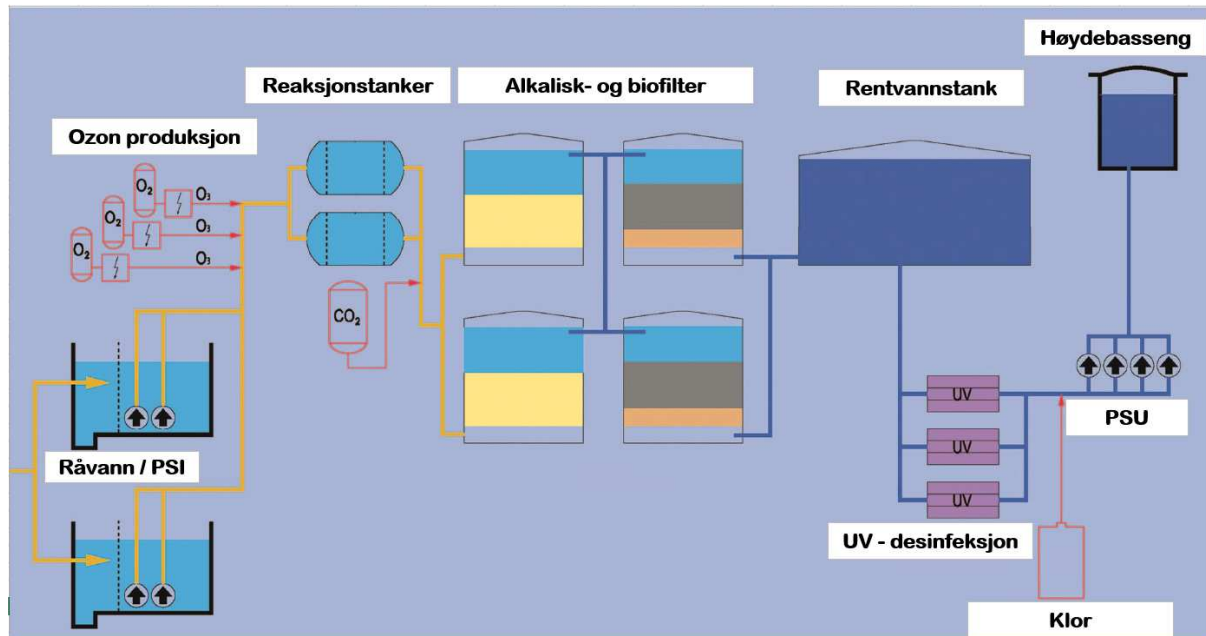 Høydebasseng
Reaksjonstanker
Alkalisk- og biofilter
Rentvannstank
Ozon produksjon
O₂
O₃
O₂
O₃
O₂
O₃
CO₂
UV
PSU
Råvann / PSI
UV
UV
UV - desinfeksjon
Klor